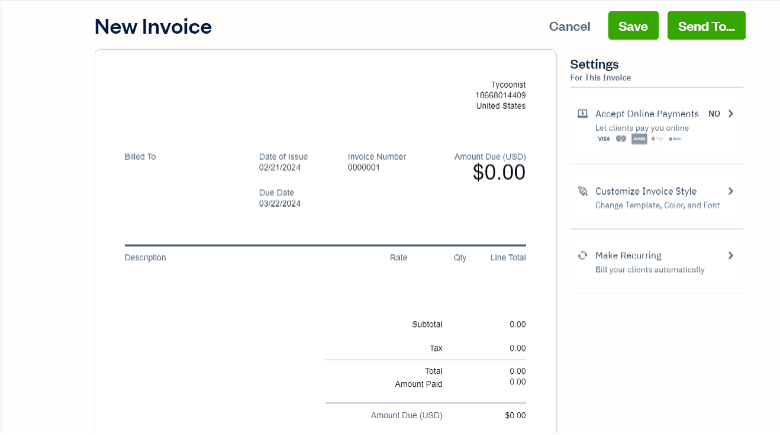 New Invoice
Cancel
Save
Send To...
Tycoonist
18668014409
United States
Billed To
Date of Issue
02/21/2024
Due Date
03/22/2024
Invoice Number
0000001
Amount Due (USD)
$0.00
Description Rate Qty Line Total
Subtotal 0.00
Tax 0.00
Total 0.00
Amount Paid 0.00
Amount Due (USD) $0.00
Settings
For This Invoice
Accept Online Payments NO
Let clients pay you online
VISA
Customize Invoice Style
Change Template, Color, and Font
Make Recurring
Bill your clients automatically